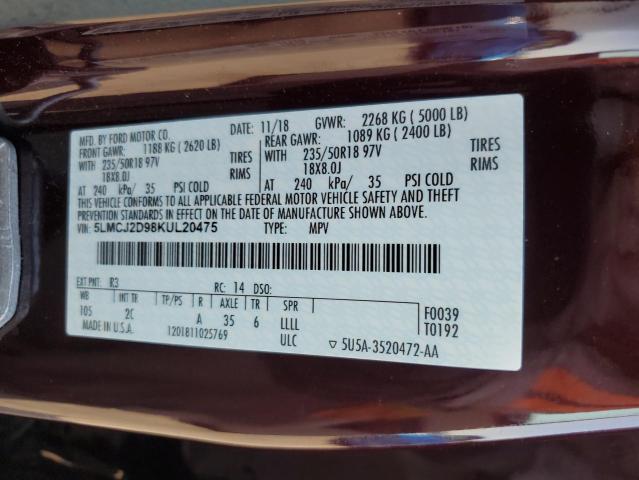 MFD. BY FORD MOTOR CO. DATE: 11/18 GVWR: 2268 KG ( 5000 LB)
FRONT GAWR: 1188 KG ( 2620 LB) REAR GAWR: 1089 KG ( 2400 LB)
WITH 235/50R18 97V TIRES WITH 235/50R18 97V TIRES
18X8.0J RIMS 18X8.0J RIMS
AT 240 kPa/ 35 PSI COLD AT 240 kPa/ 35 PSI COLD
THIS VEHICLE CONFORMS TO ALL APPLICABLE FEDERAL MOTOR VEHICLE SAFETY AND THEFT
PREVENTION STANDARDS IN EFFECT ON THE DATE OF MANUFACTURE SHOWN ABOVE.
VIN: 5LMCJ2D98KUL20475 TYPE: MPV
EXT PNT: R3 RC: 14 DSO:
WB INT TR TP/PS R AXLE TR SPR F0039
105 2C A 35 6 LLLL T0192
MADE IN U.S.A. 1201811025769 ULC ▽ 5U5A-3520472-AA